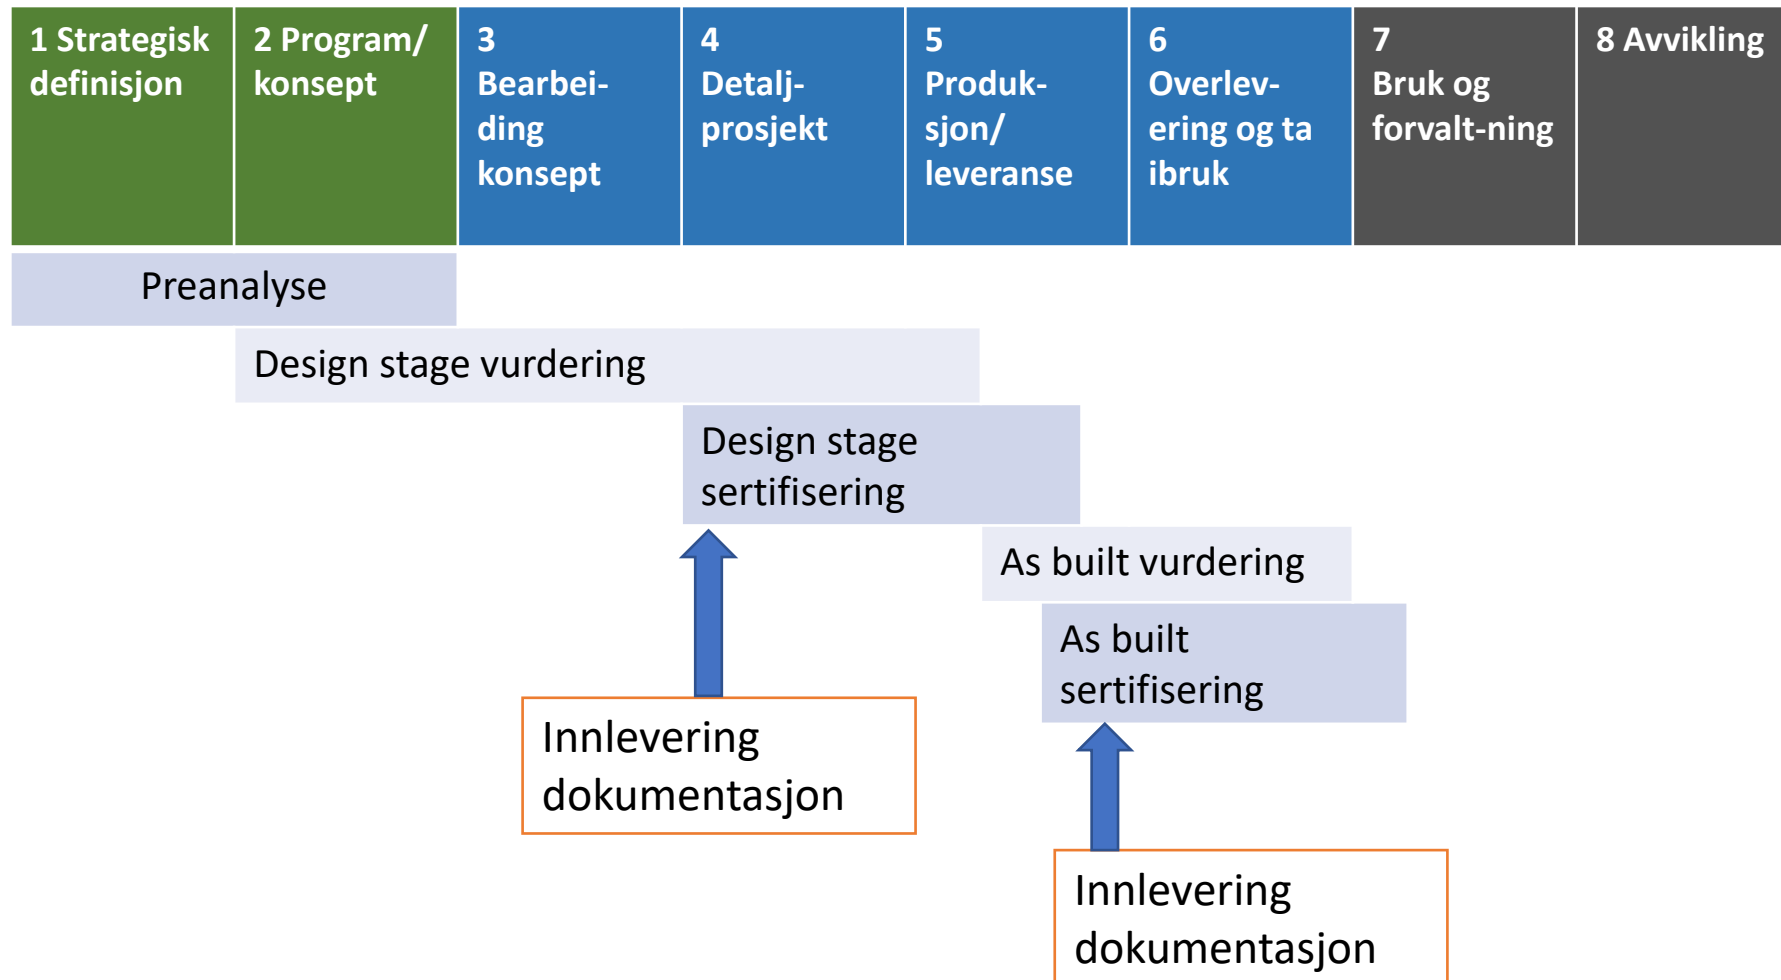 1 Strategisk
definisjon
2 Program/
konsept
3
Bearbei-
ding
konsept
4
Detalj-
prosjekt
5
Produk-
sjon/
leveranse
6
Overlev-
ering og ta
ibruk
7
Bruk og
forvalt-ning
8 Avvikling
Preanalyse
Design stage vurdering
Design stage
sertifisering
As built vurdering
As built
sertifisering
Innlevering
dokumentasjon
Innlevering
dokumentasjon